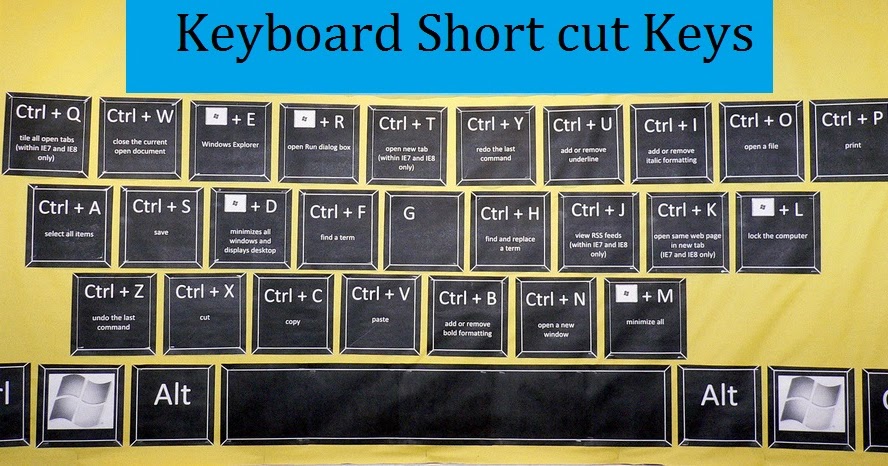 Keyboard Short cut Keys
Ctrl + Q
tile all open tabs
(within IE7 and IE8
only)
Ctrl + W
close the current
open document
+ E
Windows Explorer
+ R
open Run dialog box
Ctrl + T
open new tab
(within IE7 and IE8
only)
Ctrl + Y
redo the last
command
Ctrl + U
add or remove
underline
Ctrl + I
add or remove
italic formatting
Ctrl + O
open a file
Ctrl + P
print
Ctrl + A
select all items
Ctrl + S
save
+ D
minimizes all
windows and
displays desktop
Ctrl + F
find a term
G
Ctrl + H
find and replace
a term
Ctrl + J
view RSS feeds
(within IE7 and IE8
only)
Ctrl + K
open same web page
in new tab
(IE7 and IE8 only)
+ L
lock the computer
Ctrl + Z
undo the last
command
Ctrl + X
cut
Ctrl + C
copy
Ctrl + V
paste
Ctrl + B
add or remove
bold formatting
Ctrl + N
open a new
window
+ M
minimize all
rl
Alt
Alt
C